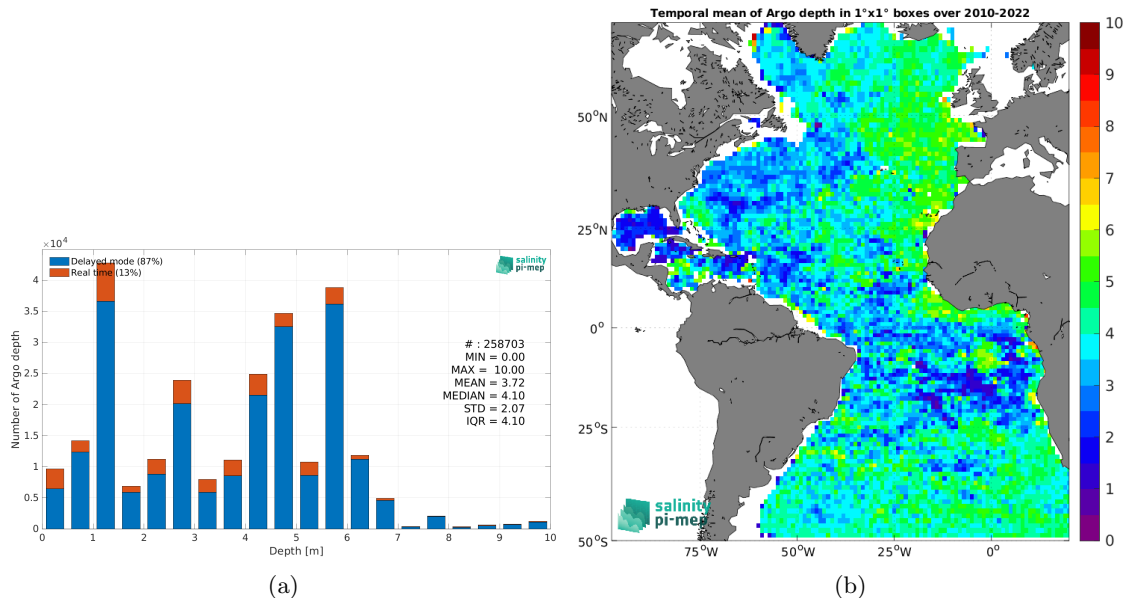 ×10⁴
Delayed mode (87%)
Real time (13%)
salinity
pi-mep
Number of Argo depth
4
3.5
3
2.5
2
1.5
1
0.5
0
# : 258703
MIN = 0.00
MAX = 10.00
MEAN = 3.72
MEDIAN = 4.10
STD = 2.07
IQR = 4.10
0 1 2 3 4 5 6 7 8 9 10
Depth [m]
(a)
Temporal mean of Argo depth in 1°x1° boxes over 2010-2022
50°N
25°N
0°
25°S
50°S
75°W 50°W 25°W 0°
salinity
pi-mep
10
9
8
7
6
5
4
3
2
1
0
(b)